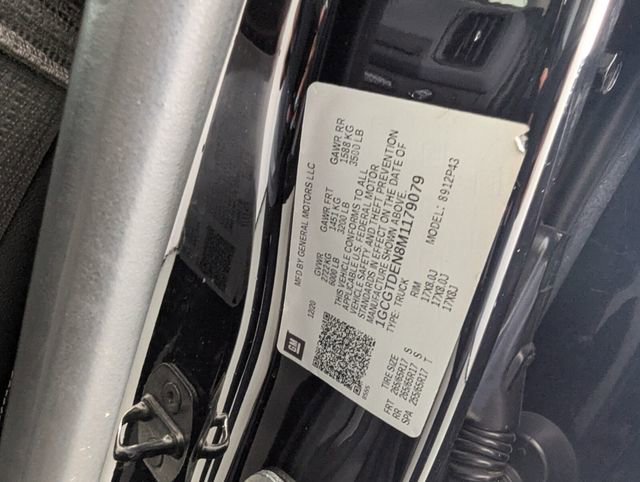 GM
MFD BY GENERAL MOTORS LLC
12/20
GVWR
2722 KG
6000 LB
GAWR FRT
1451 KG
3200 LB
GAWR RR
1588 KG
3500 LB
THIS VEHICLE CONFORMS TO ALL
APPLICABLE U.S. FEDERAL MOTOR
VEHICLE SAFETY AND THEFT PREVENTION
STANDARDS IN EFFECT ON THE DATE OF
MANUFACTURE SHOWN ABOVE.
1GCGTDEN8M1179079
TYPE: TRUCK
MODEL: 8912P43
TIRE SIZE
RIM
FRT 265/65R17 S 17X8.0J
RR 265/65R17 S 17X8.0J
SPA 255/65R17 T 17X8J